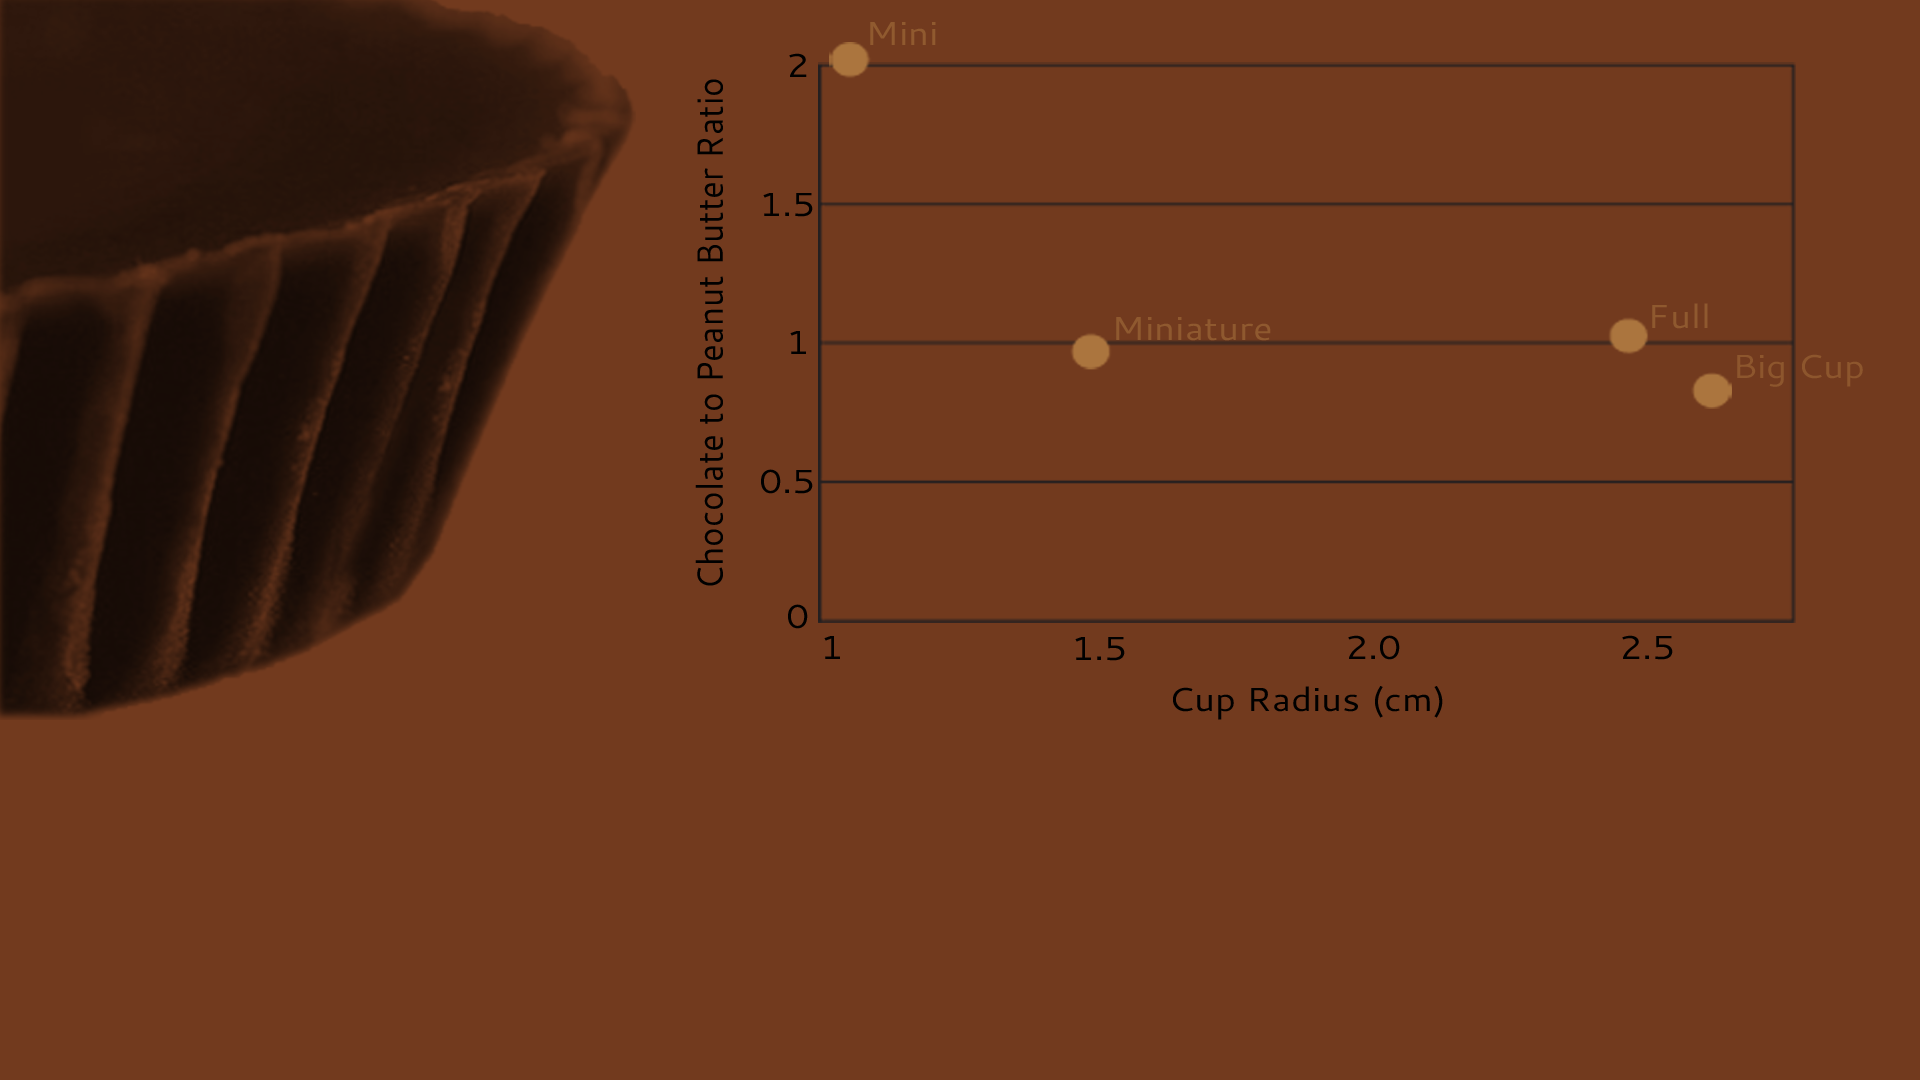 Mini
2
1.5
1
0.5
0
Chocolate to Peanut Butter Ratio
Miniature
Full
Big Cup
1 1.5 2.0 2.5
Cup Radius (cm)